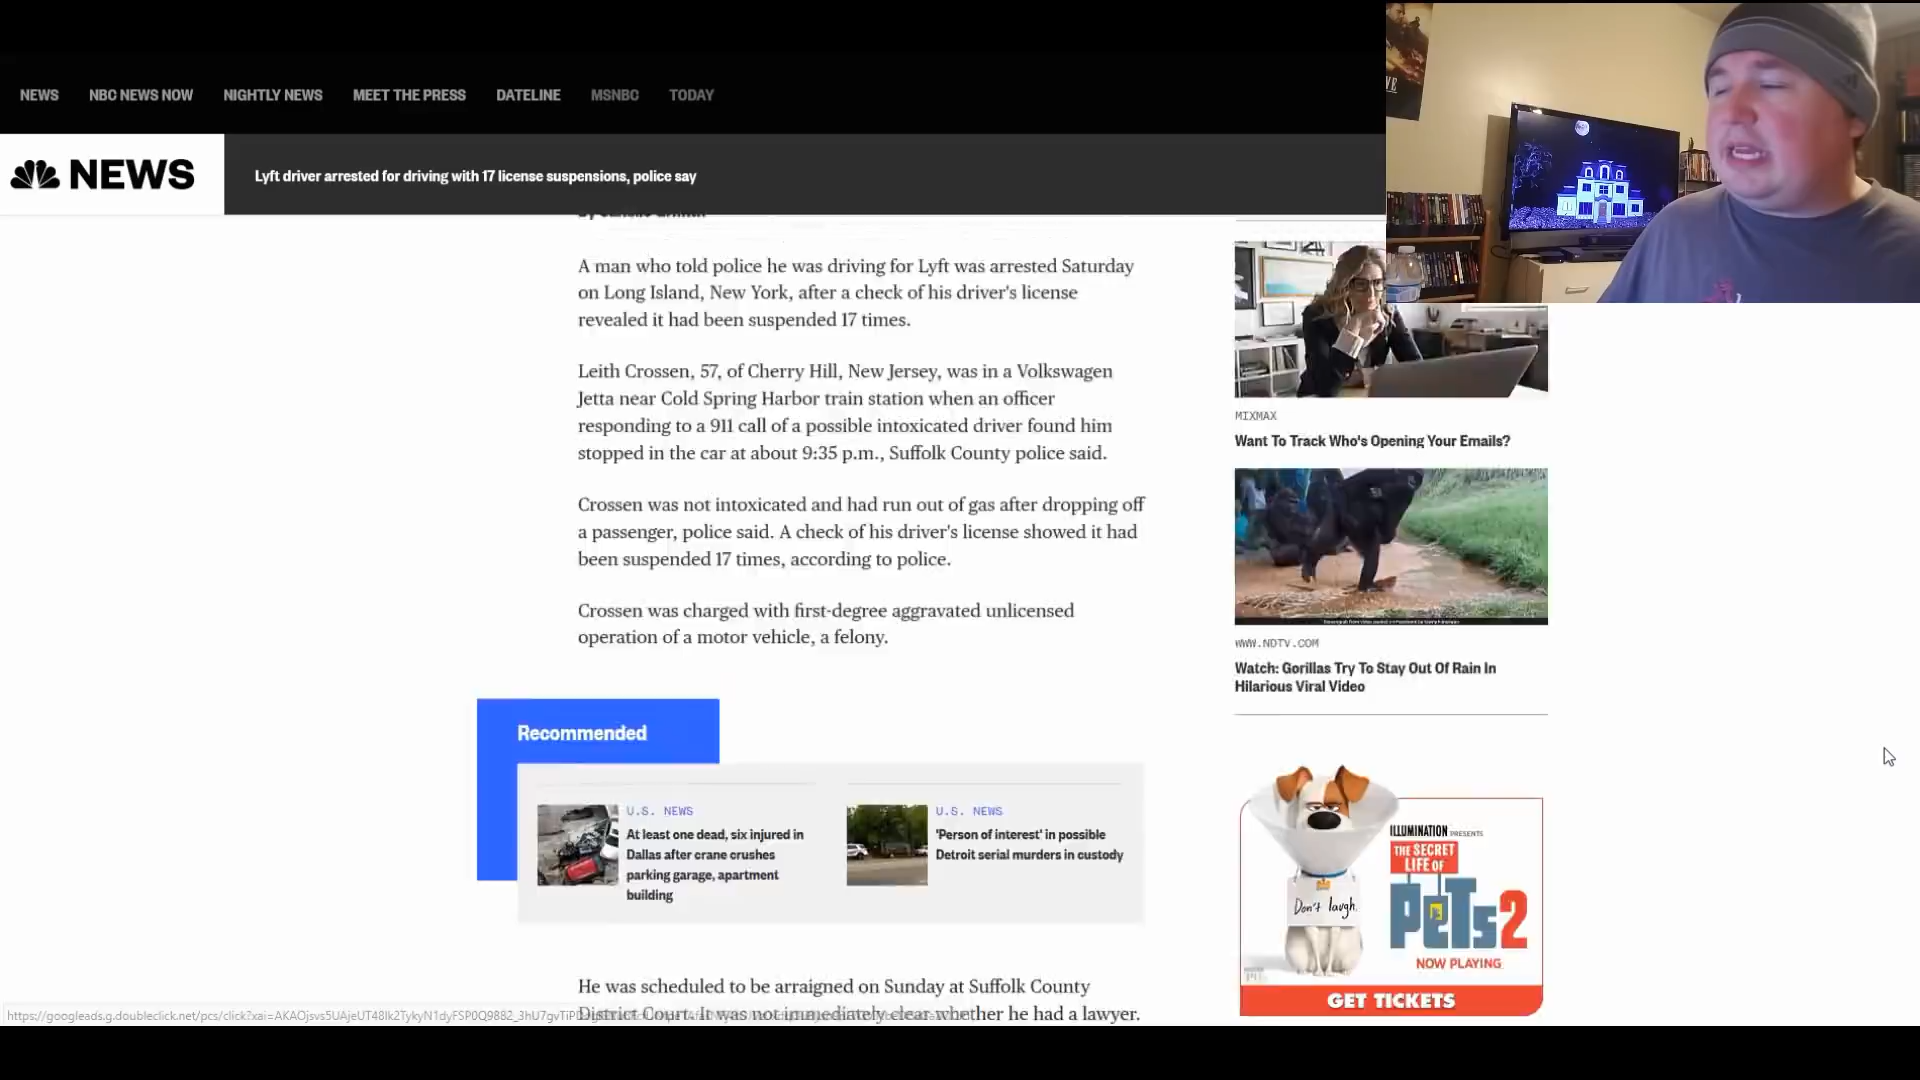 NEWS NBC NEWS NOW NIGHTLY NEWS MEET THE PRESS DATELINE MSNBC TODAY
NEWS
Lyft driver arrested for driving with 17 license suspensions, police say
A man who told police he was driving for Lyft was arrested Saturday
on Long Island, New York, after a check of his driver's license
revealed it had been suspended 17 times.
Leith Crossen, 57, of Cherry Hill, New Jersey, was in a Volkswagen
Jetta near Cold Spring Harbor train station when an officer
responding to a 911 call of a possible intoxicated driver found him
stopped in the car at about 9:35 p.m., Suffolk County police said.
Crossen was not intoxicated and had run out of gas after dropping off
a passenger, police said. A check of his driver's license showed it had
been suspended 17 times, according to police.
Crossen was charged with first-degree aggravated unlicensed
operation of a motor vehicle, a felony.
Recommended
U.S. NEWS
At least one dead, six injured in
Dallas after crane crushes
parking garage, apartment
building
U.S. NEWS
'Person of interest' in possible
Detroit serial murders in custody
He was scheduled to be arraigned on Sunday at Suffolk County
District Court. It was not immediately clear whether he had a lawyer.
MIXMAX
Want To Track Who's Opening Your Emails?
WWW.NDTV.COM
Watch: Gorillas Try To Stay Out Of Rain In
Hilarious Viral Video
ILLUMINATION PRESENTS
THE SECRET
LIFE OF
PETS 2
Don't laugh.
NOW PLAYING
GET TICKETS